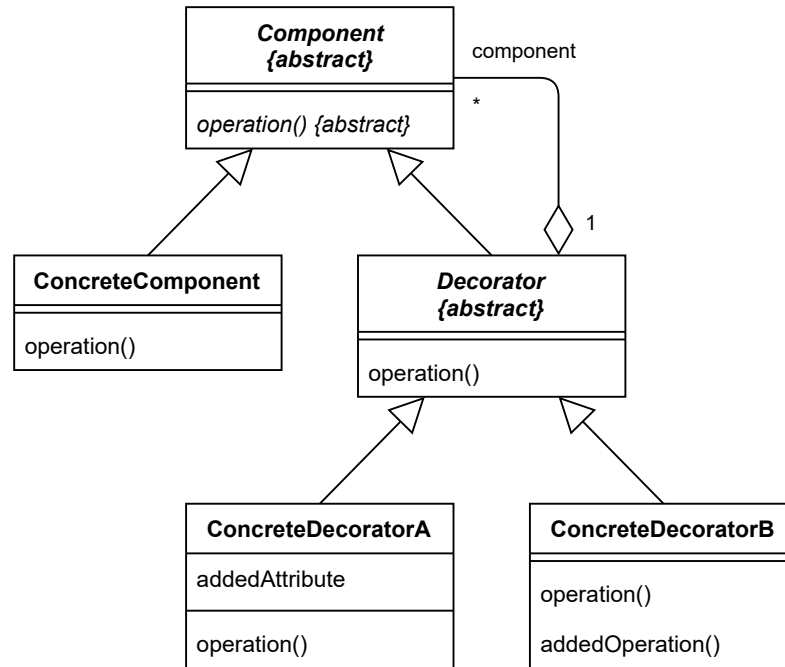 Component
{abstract}
component
*
operation() {abstract}
1
ConcreteComponent
operation()
Decorator
{abstract}
operation()
ConcreteDecoratorA
addedAttribute
operation()
ConcreteDecoratorB
operation()
addedOperation()